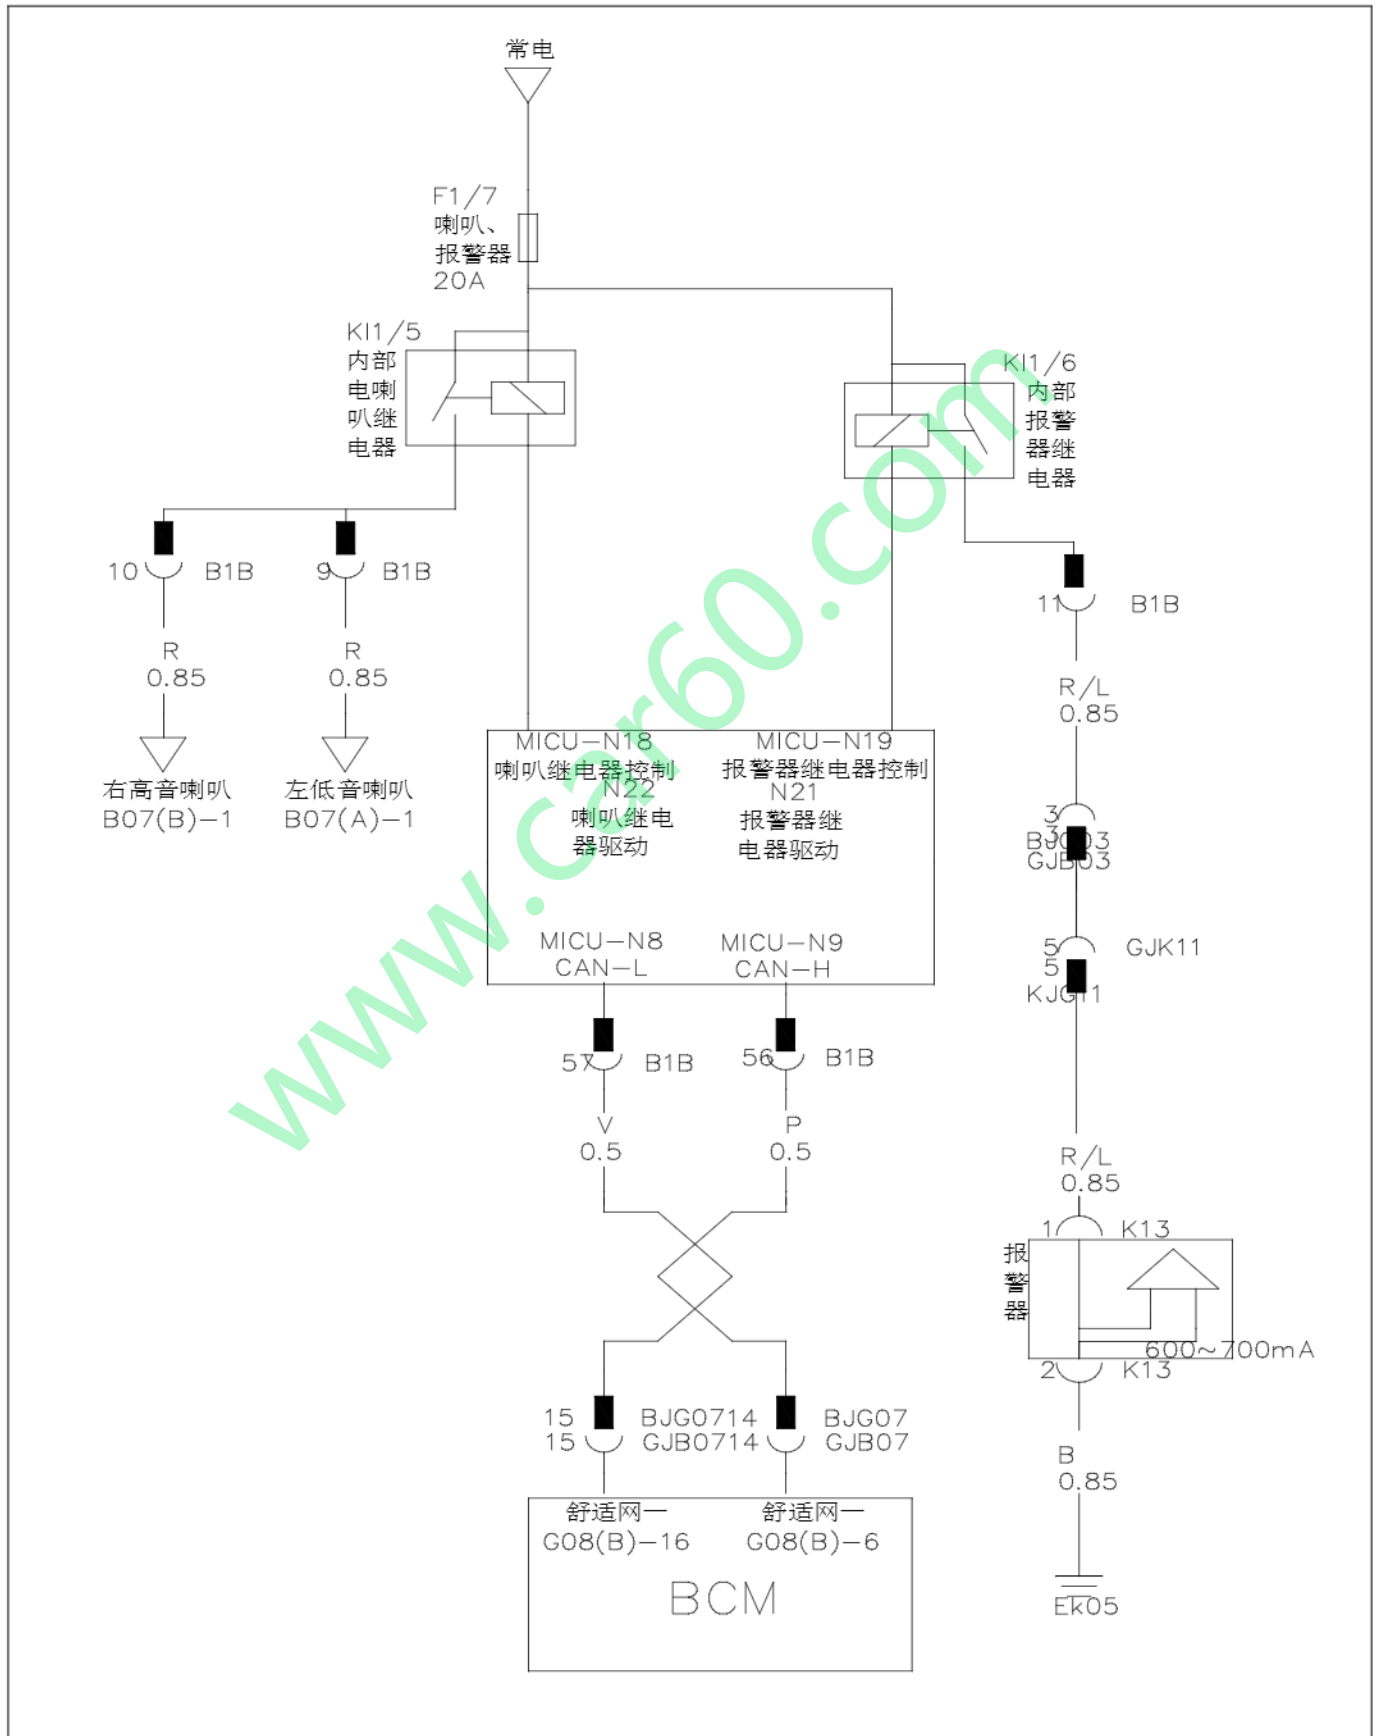 常电
F1/7
喇叭、
报警器
20A
KI1/5
内部
电喇
叭继
电器
KI1/6
内部
报警
器继
电器
10 B1B
9 B1B
11 B1B
R
0.85
R
0.85
R/L
0.85
右高音喇叭
B07(B)-1
左低音喇叭
B07(A)-1
MICU-N18
喇叭继电器控制
N22
喇叭继电
器驱动
MICU-N19
报警器继电器控制
N21
报警器继
电器驱动
3
3
BJG03
GJB03
MICU-N8
CAN-L
MICU-N9
CAN-H
5 GJK11
5
KJG11
57 B1B
56 B1B
V
0.5
P
0.5
R/L
0.85
1 K13
报
警
器
600~700mA
2 K13
15 BJG0714
15 GJB0714
BJG07
GJB07
B
0.85
舒适网一
G08(B)-16
舒适网一
G08(B)-6
BCM
Ek05
www.car60.com